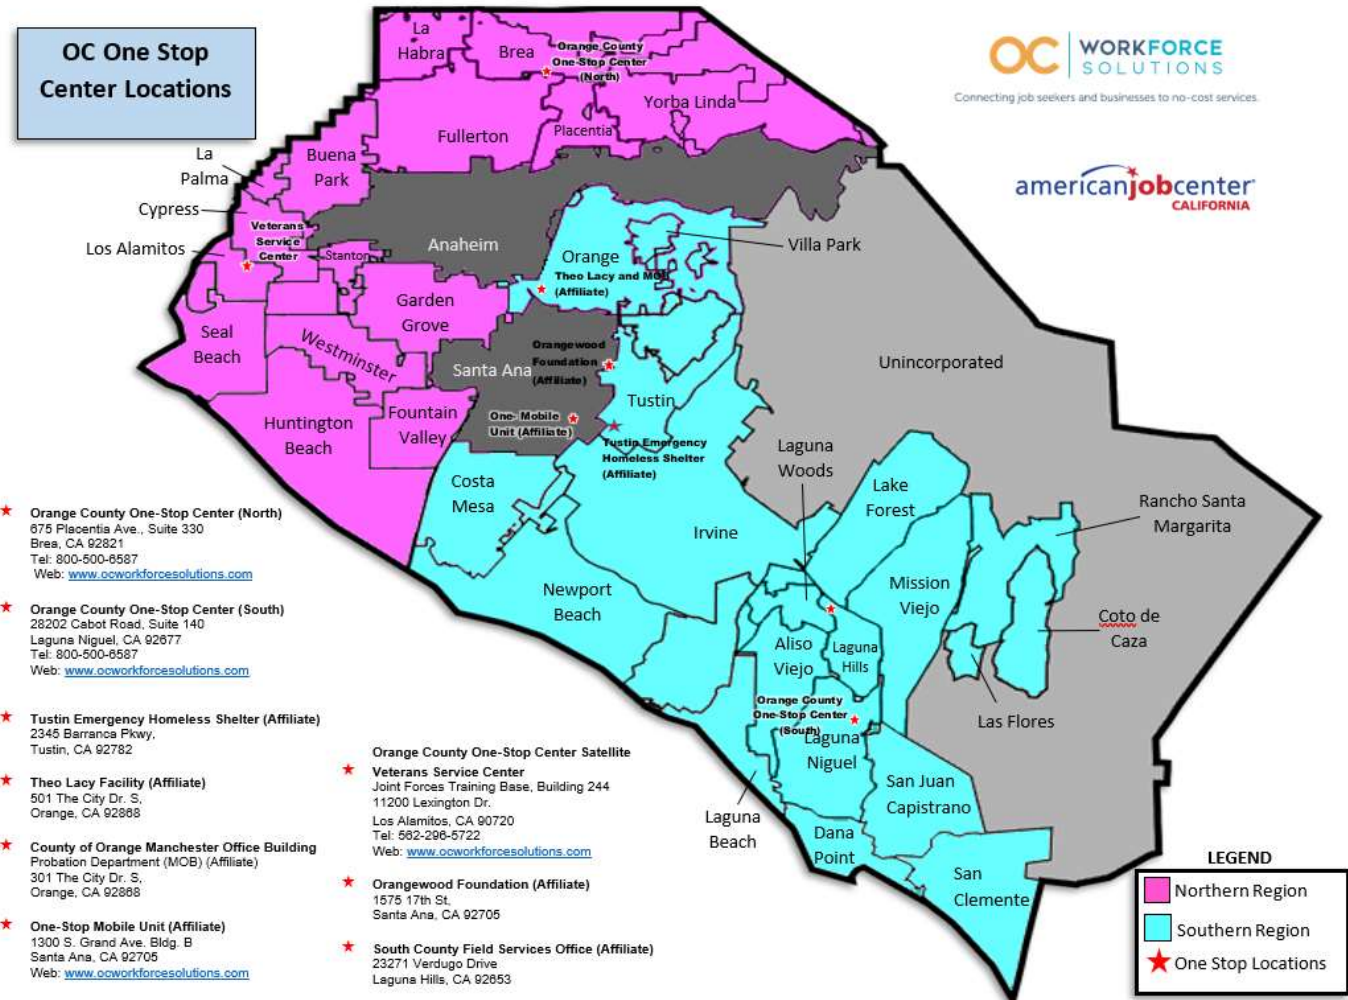 OC One Stop
Center Locations
OC WORKFORCE
SOLUTIONS
Connecting job seekers and businesses to no-cost services.
americanjobcenter
CALIFORNIA
La
Habra
Brea
Orange County
One-Stop Center
(North)
Yorba Linda
Placentia
Fullerton
Buena
Park
La
Palma
Cypress
Los Alamitos
Veterans
Service
Center
Stanton
Anaheim
Orange
Villa Park
Theo Lacy and MOB
(Affiliate)
Garden
Grove
Seal
Beach
Westminster
Santa Ana
Orangewood
Foundation
(Affiliate)
One- Mobile
Unit (Affiliate)
Tustin
Tustin Emergency
Homeless Shelter
(Affiliate)
Unincorporated
Huntington
Beach
Fountain
Valley
Costa
Mesa
Laguna
Woods
Lake
Forest
Irvine
Rancho Santa
Margarita
Newport
Beach
Mission
Viejo
Coto de
Caza
Aliso
Viejo
Laguna
Hills
Las Flores
Orange County
One-Stop Center
(South)
Laguna
Niguel
San Juan
Capistrano
Laguna
Beach
Dana
Point
San
Clemente
Orange County One-Stop Center (North)
675 Placentia Ave., Suite 330
Brea, CA 92821
Tel: 800-500-6587
Web: www.ocworkforcesolutions.com
Orange County One-Stop Center (South)
28202 Cabot Road, Suite 140
Laguna Niguel, CA 92677
Tel: 800-500-6587
Web: www.ocworkforcesolutions.com
Tustin Emergency Homeless Shelter (Affiliate)
2345 Barranca Pkwy,
Tustin, CA 92782
Theo Lacy Facility (Affiliate)
501 The City Dr. S,
Orange, CA 92868
County of Orange Manchester Office Building
Probation Department (MOB) (Affiliate)
301 The City Dr. S,
Orange, CA 92868
One-Stop Mobile Unit (Affiliate)
1300 S. Grand Ave. Bldg. B
Santa Ana, CA 92705
Web: www.ocworkforcesolutions.com
Orange County One-Stop Center Satellite
Veterans Service Center
Joint Forces Training Base, Building 244
11200 Lexington Dr.
Los Alamitos, CA 90720
Tel: 562-296-5722
Web: www.ocworkforcesolutions.com
Orangewood Foundation (Affiliate)
1575 17th St,
Santa Ana, CA 92705
South County Field Services Office (Affiliate)
23271 Verdugo Drive
Laguna Hills, CA 92653
LEGEND
Northern Region
Southern Region
One Stop Locations